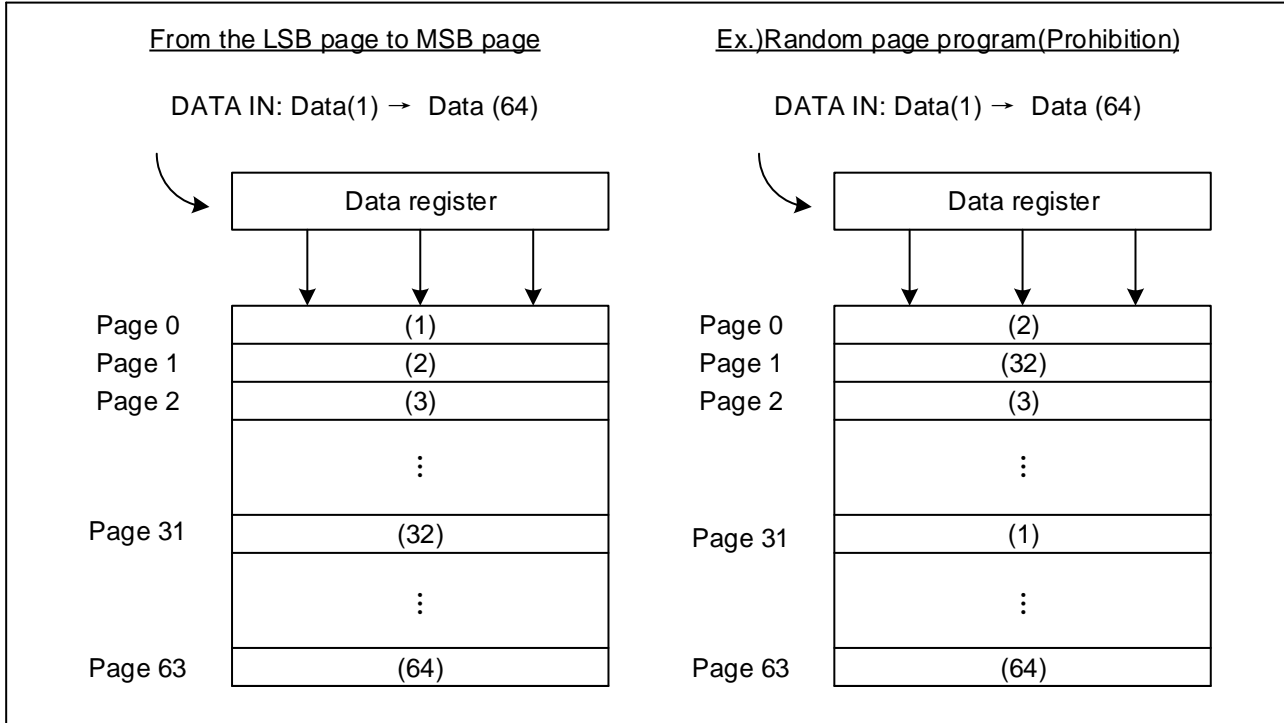 From the LSB page to MSB page
DATA IN: Data(1) → Data (64)
Data register
Page 0 (1)
Page 1 (2)
Page 2 (3)
⋮
Page 31 (32)
⋮
Page 63 (64)
Ex.)Random page program(Prohibition)
DATA IN: Data(1) → Data (64)
Data register
Page 0 (2)
Page 1 (32)
Page 2 (3)
⋮
Page 31 (1)
⋮
Page 63 (64)